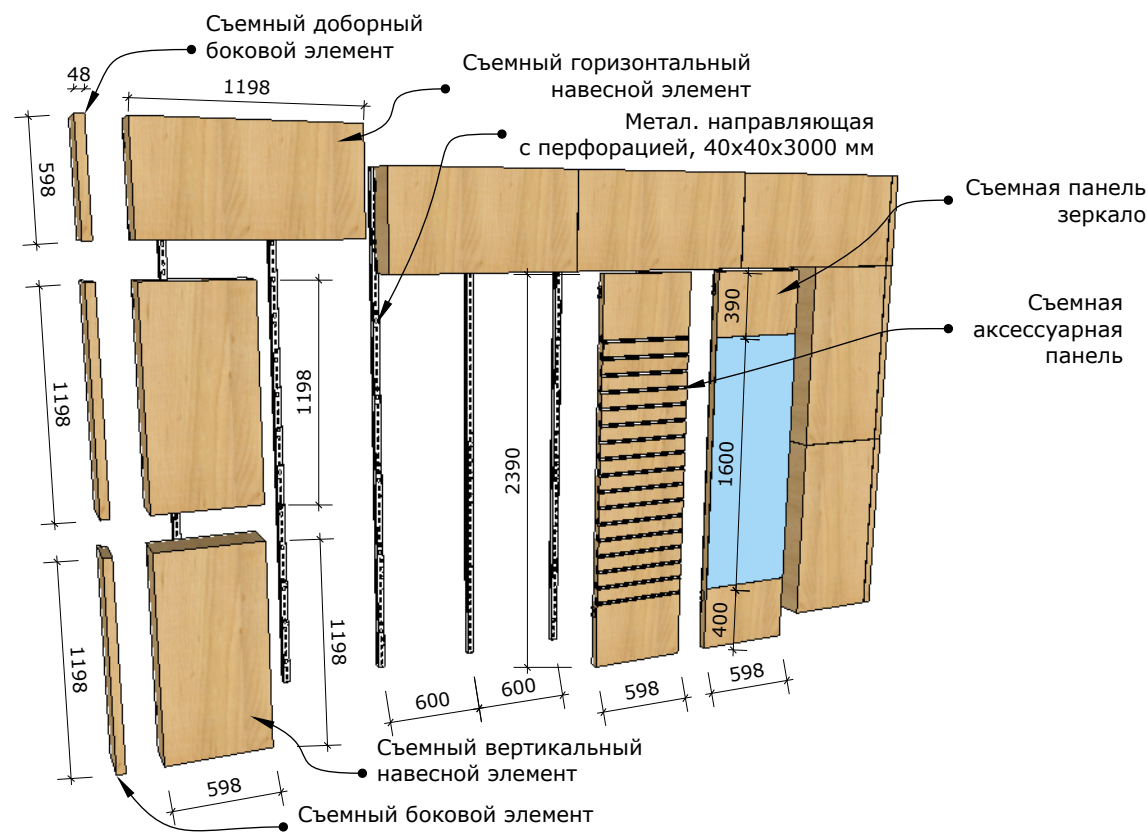 Съемный доборный
боковой элемент
48
1198
Съемный горизонтальный
навесной элемент
Метал. направляющая
с перфорацией, 40х40х3000 мм
598
Съемная панель
зеркало
390
Съемная
аксессуарная
панель
1198
1198
2390
1600
400
1198
1198
600
600
598
598
Съемный вертикальный
навесной элемент
598
Съемный боковой элемент